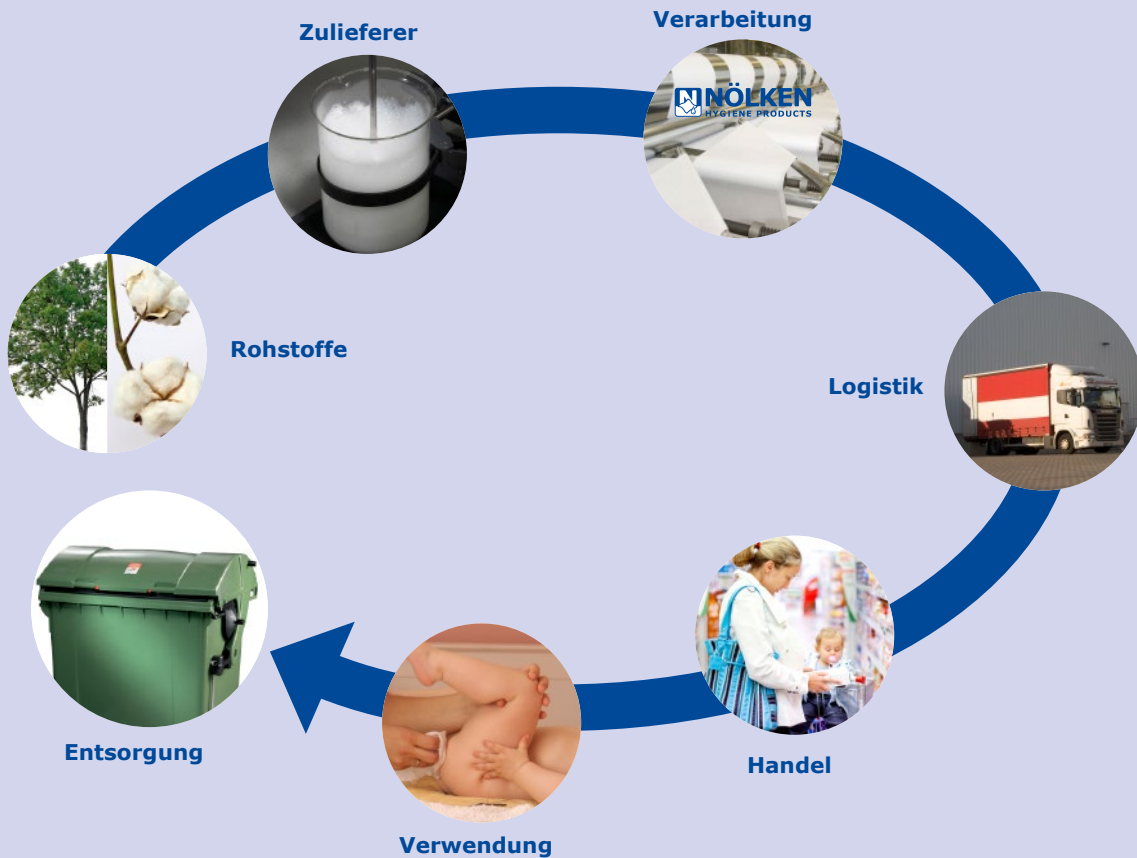 Zulieferer
Verarbeitung
NÖLKEN
HYGIENE PRODUCTS
Rohstoffe
Logistik
Handel
Verwendung
Entsorgung